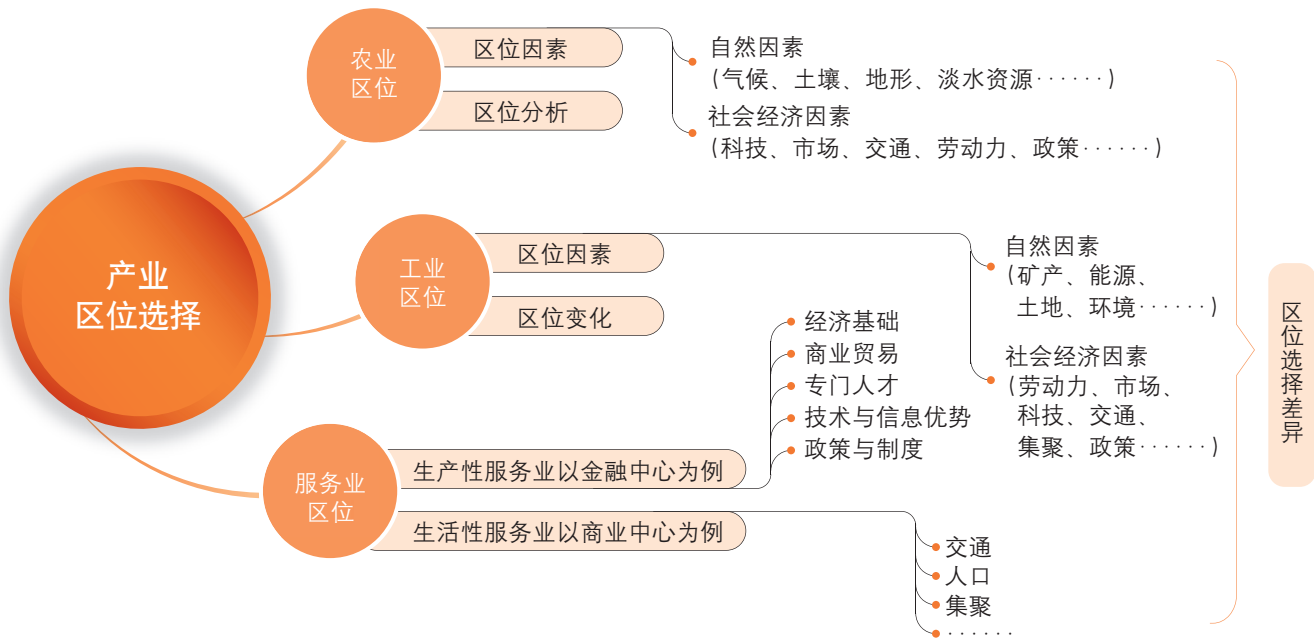 产业
区位选择
农业
区位
区位因素
区位分析
自然因素
(气候、土壤、地形、淡水资源······)
社会经济因素
(科技、市场、交通、劳动力、政策······)
工业
区位
区位因素
区位变化
自然因素
(矿产、能源、
土地、环境······)
社会经济因素
(劳动力、市场、
科技、交通、
集聚、政策······)
服务业
区位
生产性服务业以金融中心为例
经济基础
商业贸易
专门人才
技术与信息优势
政策与制度
生活性服务业以商业中心为例
交通
人口
集聚
······
区位选择差异